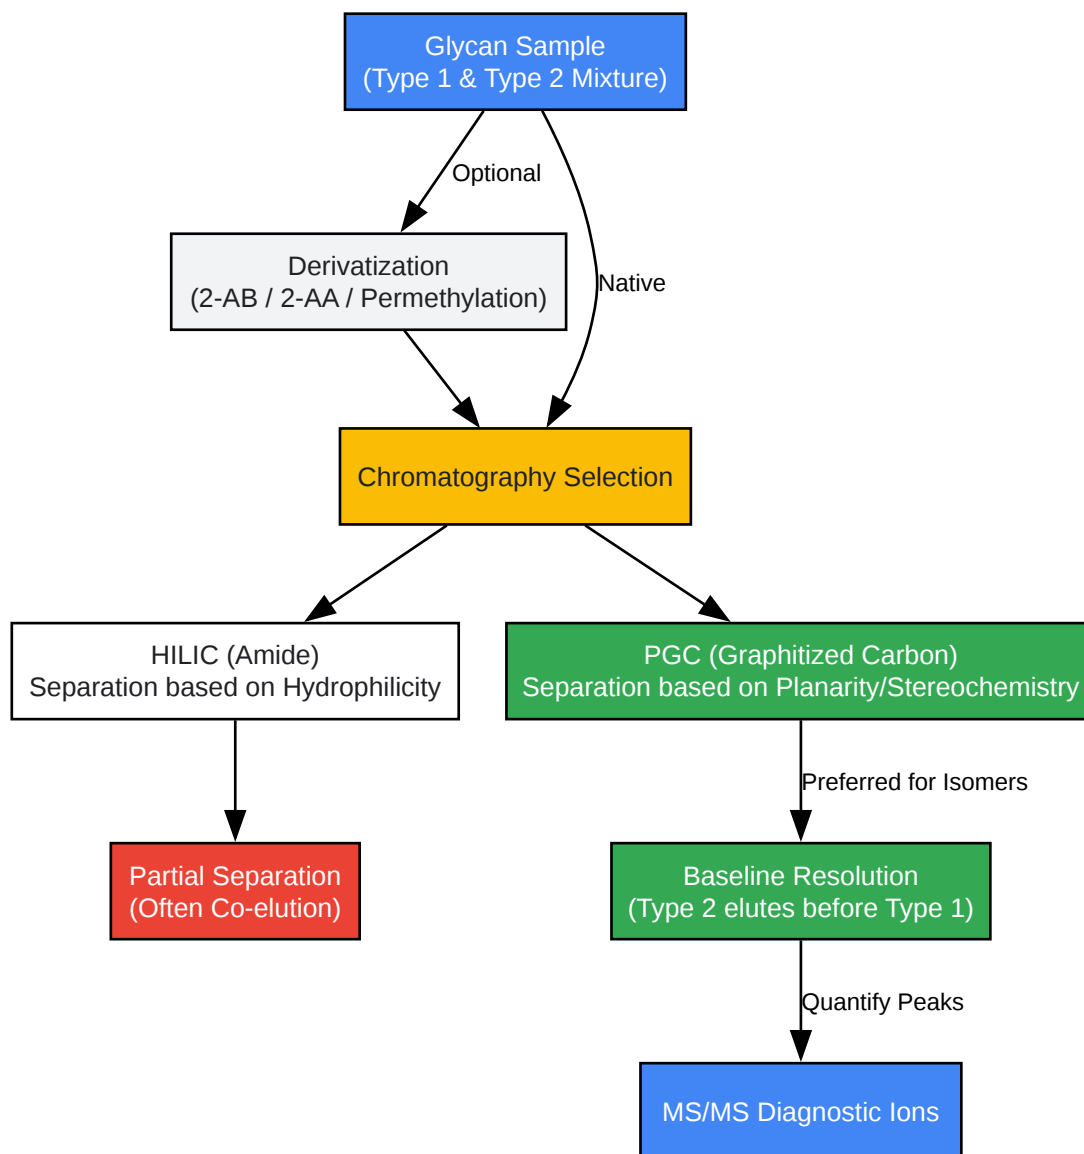 Glycan Sample
(Type 1 & Type 2 Mixture)
Optional
Derivatization
(2-AB / 2-AA / Permethylation)
Native
Chromatography Selection
HILIC (Amide)
Separation based on Hydrophilicity
PGC (Graphitized Carbon)
Separation based on Planarity/Stereochemistry
Preferred for Isomers
Partial Separation
(Often Co-elution)
Baseline Resolution
(Type 2 elutes before Type 1)
Quantify Peaks
MS/MS Diagnostic Ions